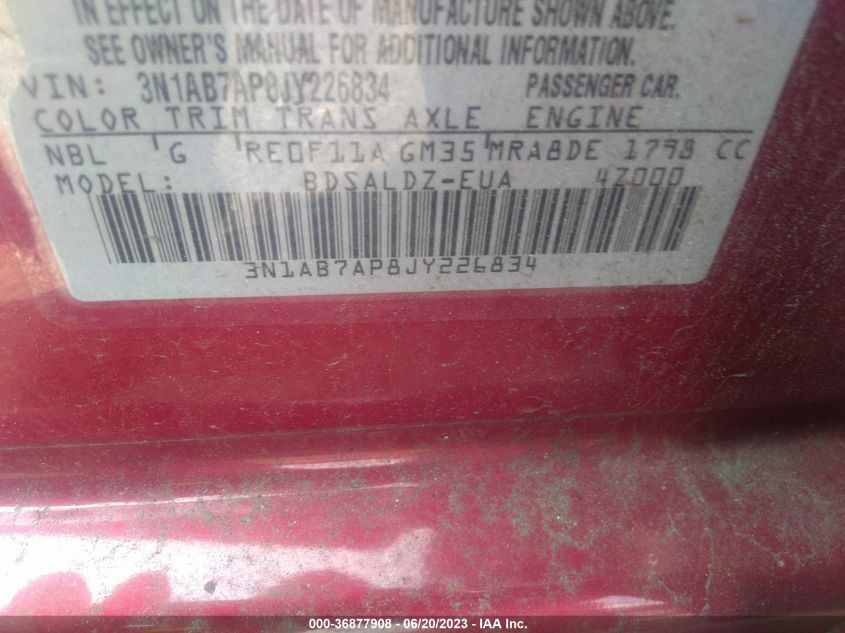 IN EFFECT ON THE DATE OF MANUFACTURE SHOWN ABOVE.
SEE OWNER'S MANUAL FOR ADDITIONAL INFORMATION.
VIN: 3N1AB7AP8JY226834 PASSENGER CAR.
COLOR TRIM TRANS AXLE ENGINE
NBL 'G 'RE0F11A GM35'MRA8DE 1798 CC
MODEL: BDSALDZ-EUA 4Z000
3N1AB7AP8JY226834
000-36877908 - 06/20/2023 - IAA Inc.